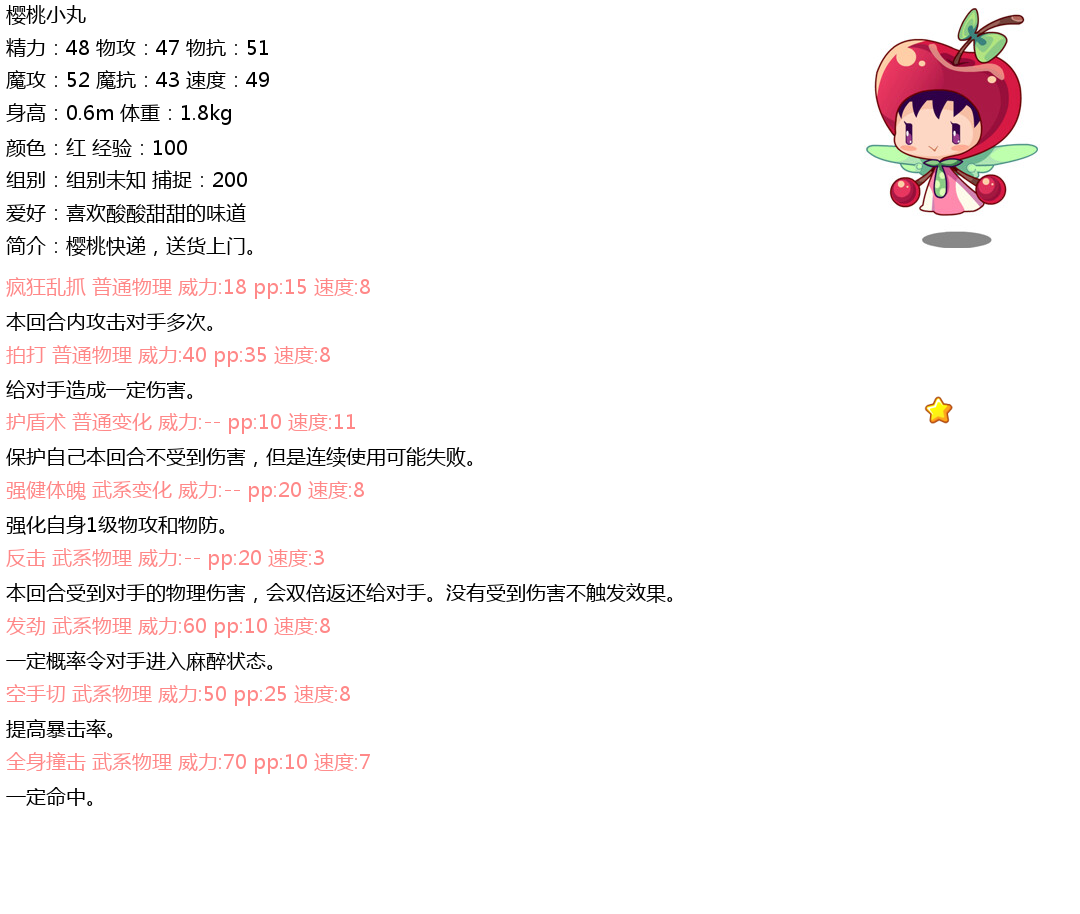 樱桃小丸
精力：48 物攻：47 物抗：51
魔攻：52 魔抗：43 速度：49
身高：0.6m 体重：1.8kg
颜色：红 经验：100
组别：组别未知 捕捉：200
爱好：喜欢酸酸甜甜的味道
简介：樱桃快递，送货上门。
疯狂乱抓 普通物理 威力:18 pp:15 速度:8
本回合内攻击对手多次。
拍打 普通物理 威力:40 pp:35 速度:8
给对手造成一定伤害。
护盾术 普通变化 威力:-- pp:10 速度:11
保护自己本回合不受到伤害，但是连续使用可能失败。
强健体魄 武系变化 威力:-- pp:20 速度:8
强化自身1级物攻和物防。
反击 武系物理 威力:-- pp:20 速度:3
本回合受到对手的物理伤害，会双倍返还给对手。没有受到伤害不触发效果。
发劲 武系物理 威力:60 pp:10 速度:8
一定概率令对手进入麻醉状态。
空手切 武系物理 威力:50 pp:25 速度:8
提高暴击率。
全身撞击 武系物理 威力:70 pp:10 速度:7
一定命中。